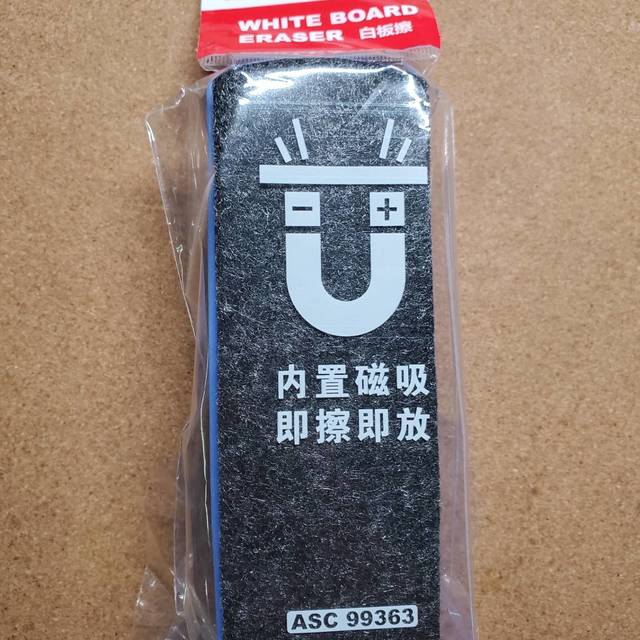 WHITE BOARD
ERASER 白板擦
- +
内置磁吸
即擦即放
ASC 99363